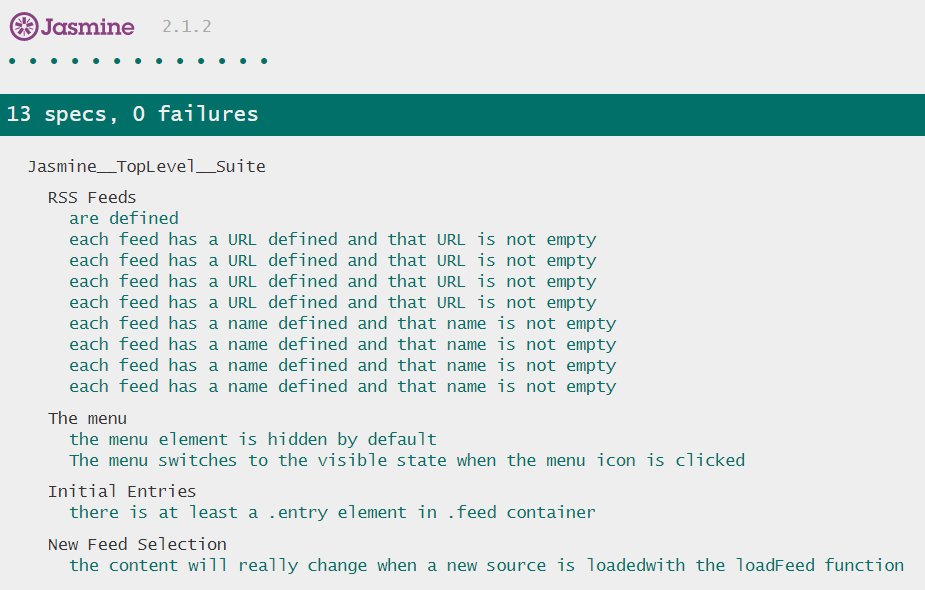 Jasmine 2.1.2
• • • • • • • • • • • • •
13 specs, 0 failures
Jasmine__TopLevel__Suite
RSS Feeds
are defined
each feed has a URL defined and that URL is not empty
each feed has a URL defined and that URL is not empty
each feed has a URL defined and that URL is not empty
each feed has a URL defined and that URL is not empty
each feed has a name defined and that name is not empty
each feed has a name defined and that name is not empty
each feed has a name defined and that name is not empty
each feed has a name defined and that name is not empty
The menu
the menu element is hidden by default
The menu switches to the visible state when the menu icon is clicked
Initial Entries
there is at least a .entry element in .feed container
New Feed Selection
the content will really change when a new source is loadedwith the loadFeed function